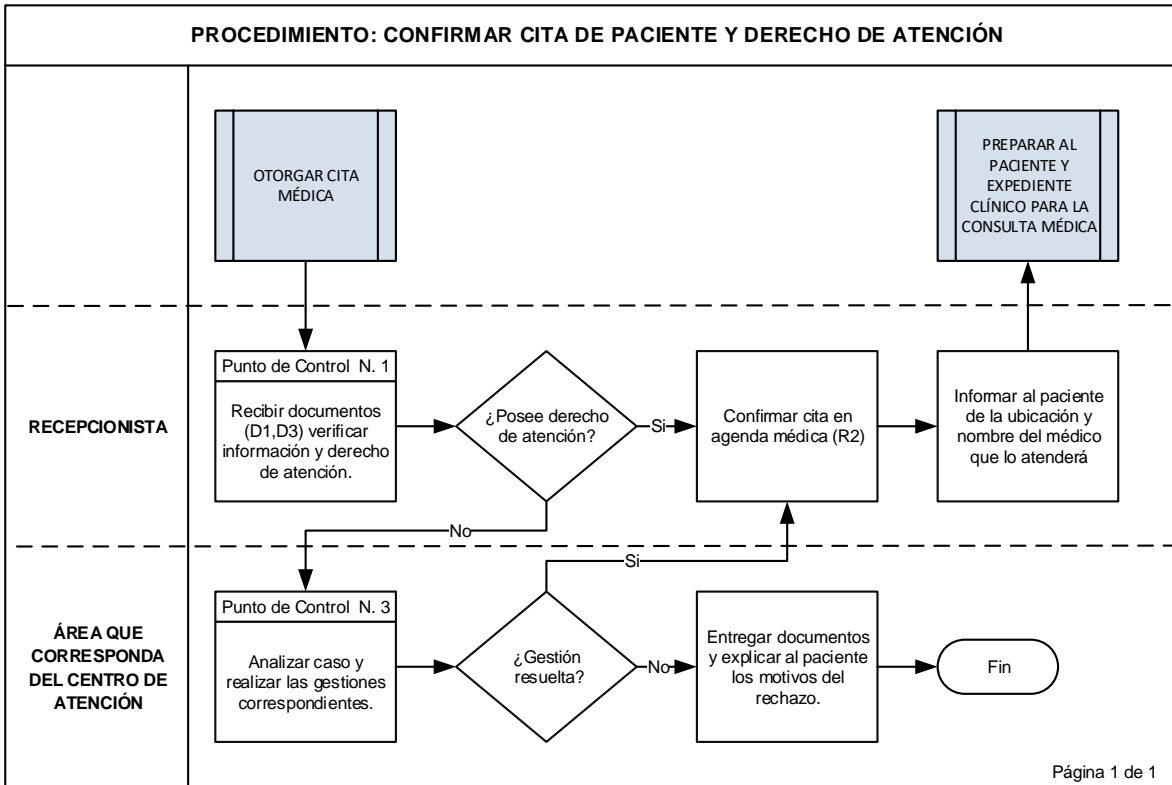 PROCEDIMIENTO: CONFIRMAR CITA DE PACIENTE Y DERECHO DE ATENCIÓN
OTORGAR CITA
MÉDICA
PREPARAR AL
PACIENTE Y
EXPEDIENTE
CLÍNICO PARA LA
CONSULTA MÉDICA
RECEPCIONISTA
Punto de Control N. 1
Recibir documentos
(D1,D3) verificar
información y derecho
de atención.
¿Posee derecho
de atención?
Si
Confirmar cita en
agenda médica (R2)
Informar al paciente
de la ubicación y
nombre del médico
que lo atenderá
No
Si
ÁREA QUE
CORRESPONDA
DEL CENTRO DE
ATENCIÓN
Punto de Control N. 3
Analizar caso y
realizar las gestiones
correspondientes.
¿Gestión
resuelta?
No
Entregar documentos
y explicar al paciente
los motivos del
rechazo.
Fin
Página 1 de 1